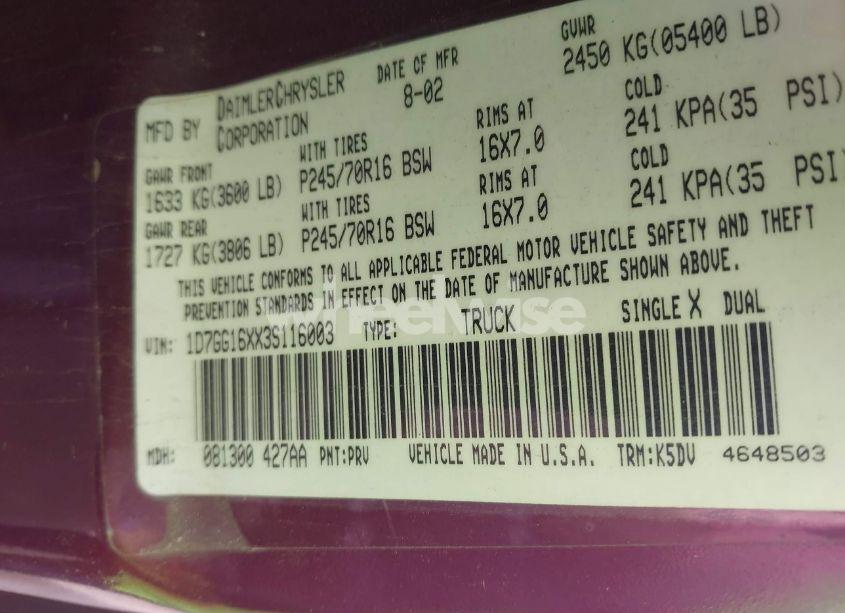 MFD BY DAIMLERCHRYSLER CORPORATION DATE OF MFR 8-02 GVWR 2450 KG(05400 LB)
GAWR FRONT WITH TIRES RIMS AT COLD
1633 KG(3600 LB) P245/70R16 BSW 16X7.0 241 KPA(35 PSI)
GAWR REAR WITH TIRES RIMS AT COLD
1727 KG(3806 LB) P245/70R16 BSW 16X7.0 241 KPA(35 PSI
THIS VEHICLE CONFORMS TO ALL APPLICABLE FEDERAL MOTOR VEHICLE SAFETY AND THEFT
PREVENTION STANDARDS IN EFFECT ON THE DATE OF MANUFACTURE SHOWN ABOVE.
wheelwise
VIN: 1D7GG16XX3S116003 TYPE: TRUCK SINGLE X DUAL
MDH: 081300 427AA PNT:PRV VEHICLE MADE IN U.S.A. TRM:K5DV 4648503